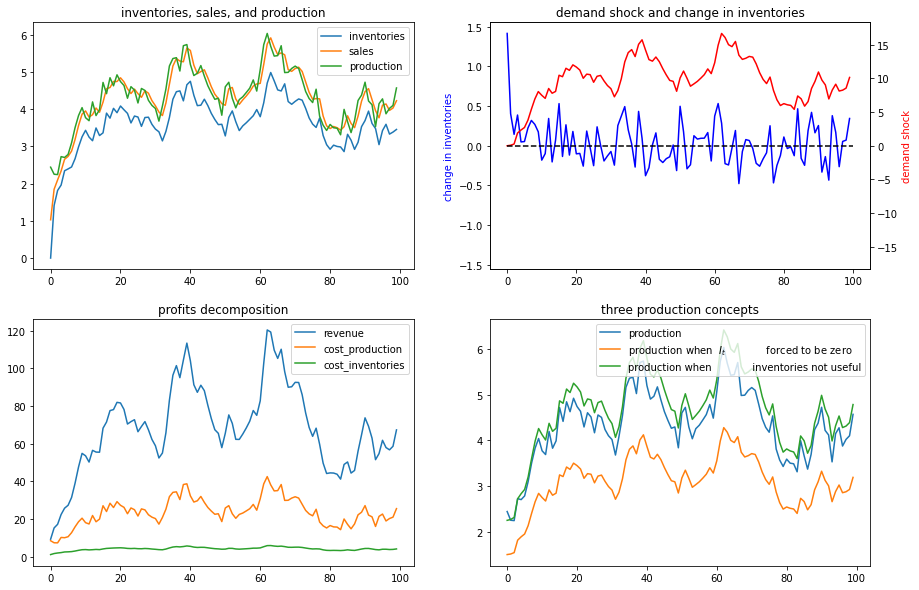 inventories, sales, and production
inventories
sales
production
6
5
4
3
2
1
0
0 20 40 60 80 100
demand shock and change in inventories
change in inventories
1.5
1.0
0.5
0.0
−0.5
−1.0
−1.5
15
10
5
0
−5
−10
−15
demand shock
0 20 40 60 80 100
profits decomposition
revenue
cost_production
cost_inventories
120
100
80
60
40
20
0
0 20 40 60 80 100
three production concepts
production
production when I_t forced to be zero
production when inventories not useful
6
5
4
3
2
0 20 40 60 80 100